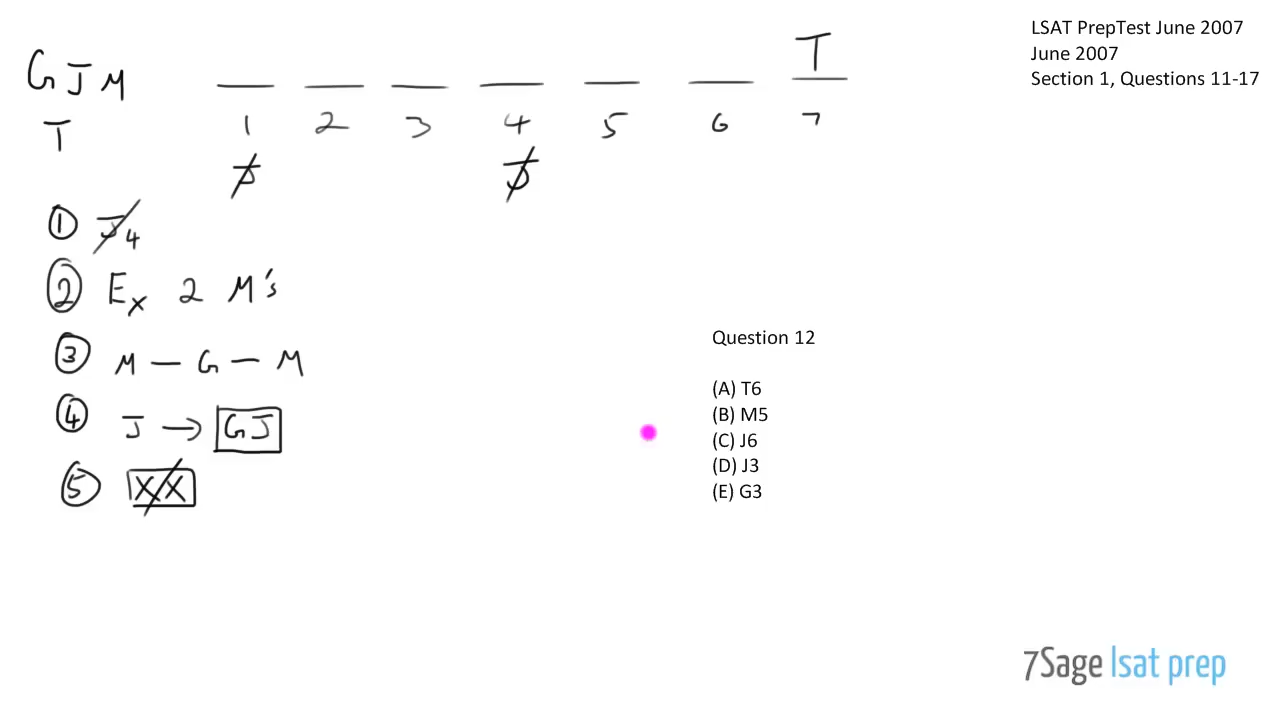 LSAT PrepTest June 2007
June 2007
Section 1, Questions 11-17
T
G J M
T
1 2 3 4 5 6 7
J J
① J4
② Ex 2 M's
③ M — G — M
④ J → GJ
⑤ XX
Question 12
(A) T6
(B) M5
(C) J6
(D) J3
(E) G3
7Sage lsat prep